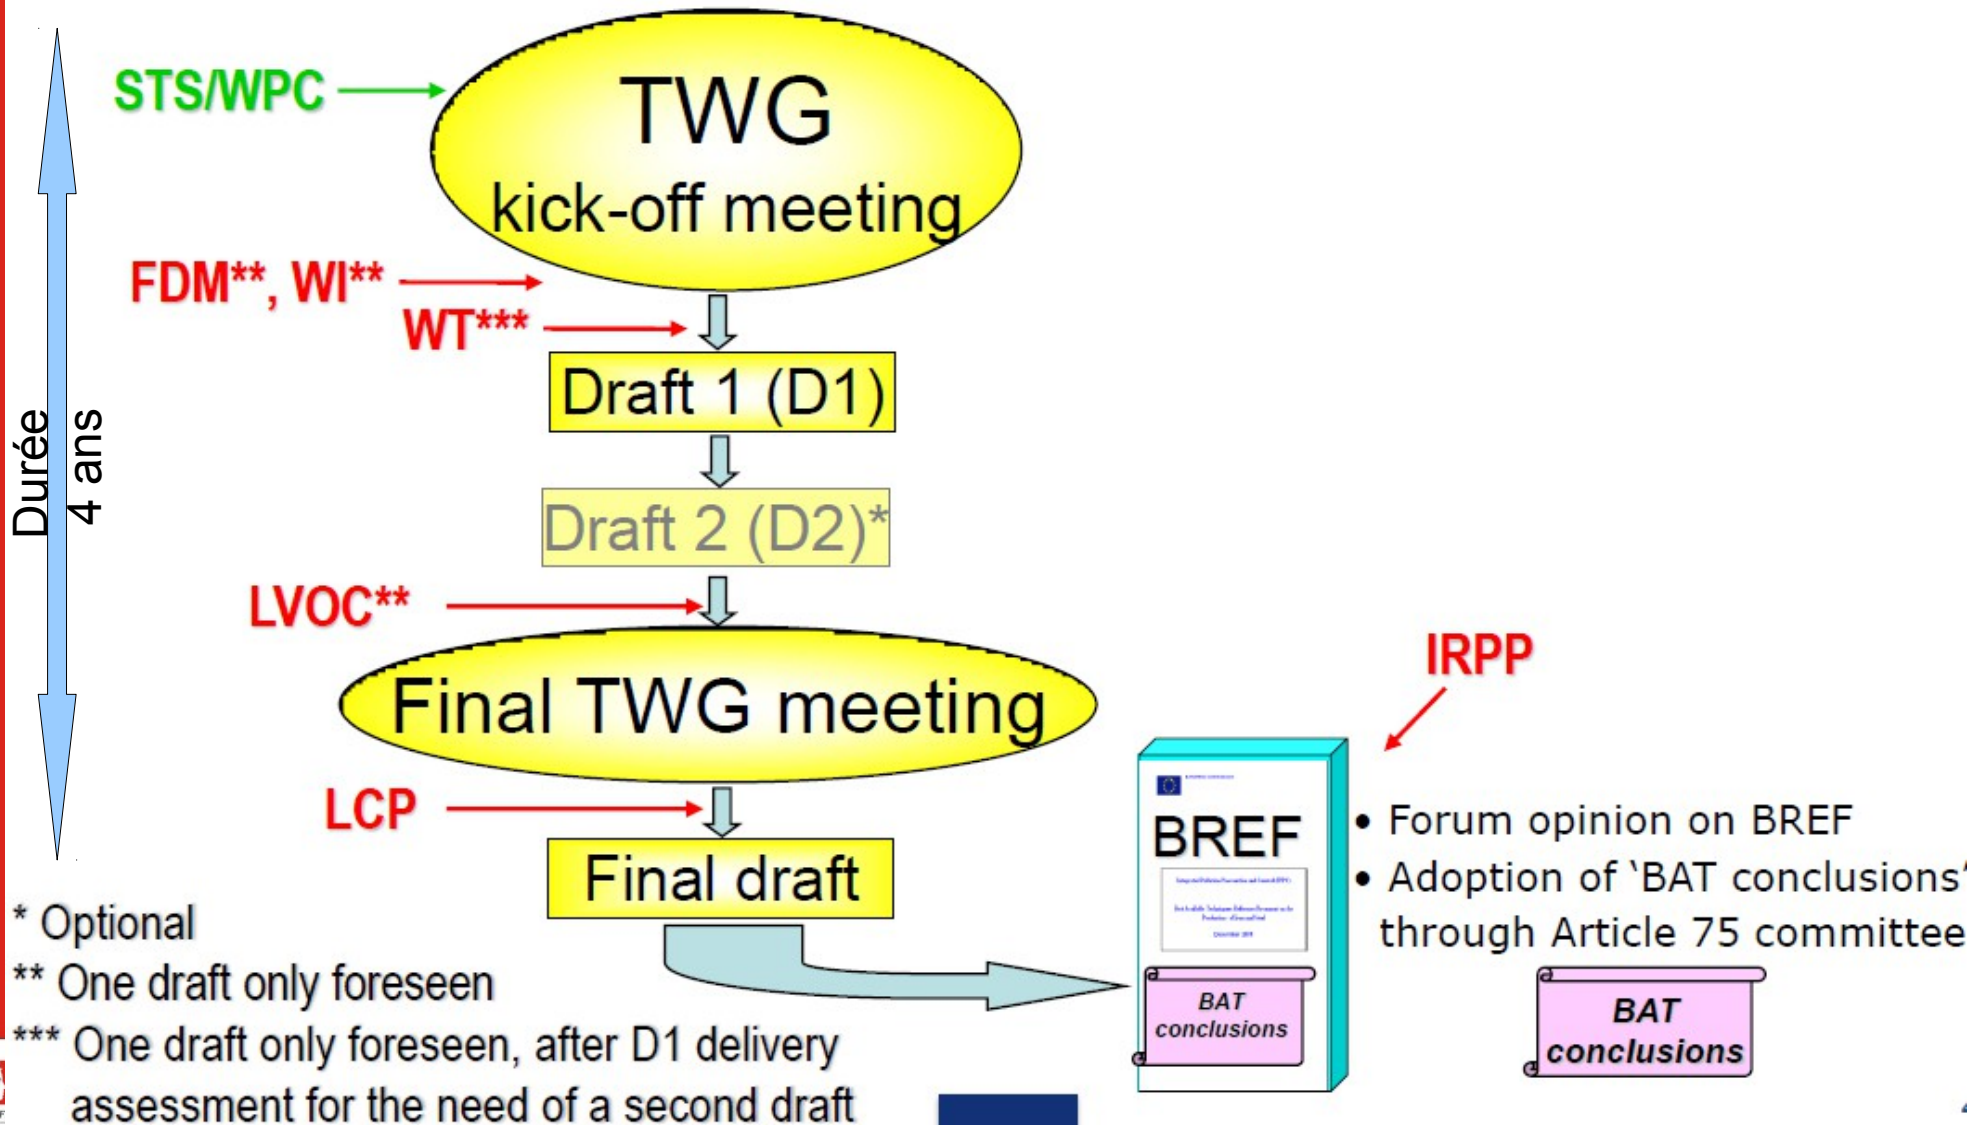 STS/WPC
TWG
kick-off meeting
FDM**, WI**
WT***
Draft 1 (D1)
Durée
4 ans
Draft 2 (D2)*
LVOC**
Final TWG meeting
IRPP
LCP
Final draft
BREF
• Forum opinion on BREF
• Adoption of ‘BAT conclusions’
through Article 75 committee
BAT
conclusions
BAT
conclusions
* Optional
** One draft only foreseen
*** One draft only foreseen, after D1 delivery
assessment for the need of a second draft